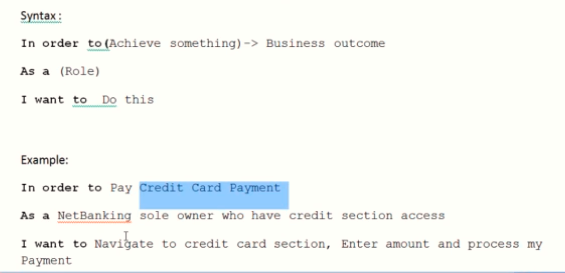 Syntax:
In order to(Achieve something)-> Business outcome
As a (Role)
I want to  Do this
Example:
In order to Pay Credit Card Payment
As a NetBanking sole owner who have credit section access
I want to Navigate to credit card section, Enter amount and process my
Payment